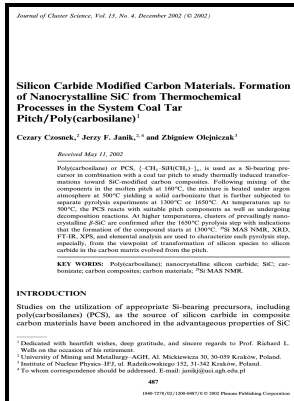 Journal of Cluster Science, Vol. 13, No. 4, December 2002 (© 2002)
Silicon Carbide Modified Carbon Materials. Formation
of Nanocrystalline SiC from Thermochemical
Processes in the System Coal Tar
Pitch/Poly(carbosilane)¹
Cezary Czosnek,² Jerzy F. Janik,²,⁴ and Zbigniew Olejniczak³
Received May 11, 2002
Poly(carbosilane) or PCS, {–CH₂–SiH(CH₃)–}ₙ, is used as a Si-bearing pre-
cursor in combination with a coal tar pitch to study thermally induced transfor-
mations toward SiC-modified carbon composites. Following mixing of the
components in the molten pitch at 160°C, the mixture is heated under argon
atmosphere at 500°C yielding a solid carbonizate that is further subjected to
separate pyrolysis experiments at 1300°C or 1650°C. At temperatures up to
500°C, the PCS reacts with suitable pitch components as well as undergoing
decomposition reactions. At higher temperatures, clusters of prevailingly nano-
crystalline β-SiC are confirmed after the 1650°C pyrolysis step with indications
that the formation of the compound starts at 1300°C. ²⁹Si MAS NMR, XRD,
FT-IR, XPS, and elemental analysis are used to characterize each pyrolysis step,
especially, from the viewpoint of transformation of silicon species to silicon
carbide in the carbon matrix evolved from the pitch.
KEY WORDS: Poly(carbosilane); nanocrystalline silicon carbide; SiC; car-
bonizate; carbon composites; carbon materials; ²⁹Si MAS NMR.
INTRODUCTION
Studies on the utilization of appropriate Si-bearing precursors, including
poly(carbosilanes) (PCS), as the source of silicon carbide in composite
carbon materials have been anchored in the advantageous properties of SiC
¹ Dedicated with heartfelt wishes, deep gratitude, and great respect to Prof. Richard L.
Wells on the occasion of his retirement.
² University of Mining and Metallurgy–AGH, Al. Mickiewicza 30, 30-059 Kraków, Poland.
³ Institute of Nuclear Physics–IFJ, ul. Radzikowskiego 152, 31-342 Kraków, Poland.
⁴ To whom correspondence should be addressed. E-mail: janikj@uci.agh.edu.pl
487
1040-7278/02/1200-0487/0 © 2002 Plenum Publishing Corporation